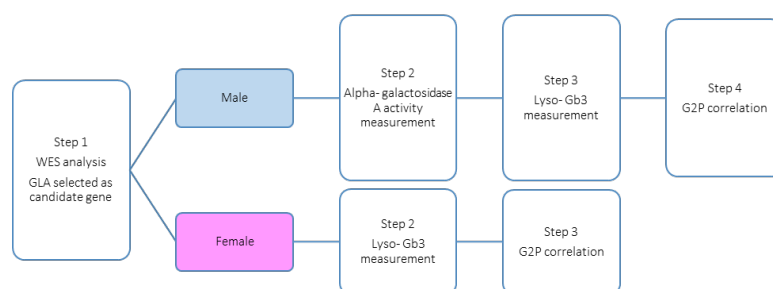 Step 1
WES analysis
GLA selected as
candidate gene
Male
Step 2
Alpha- galactosidase
A activity
measurement
Step 3
Lyso- Gb3
measurement
Step 4
G2P correlation
Female
Step 2
Lyso- Gb3
measurement
Step 3
G2P correlation